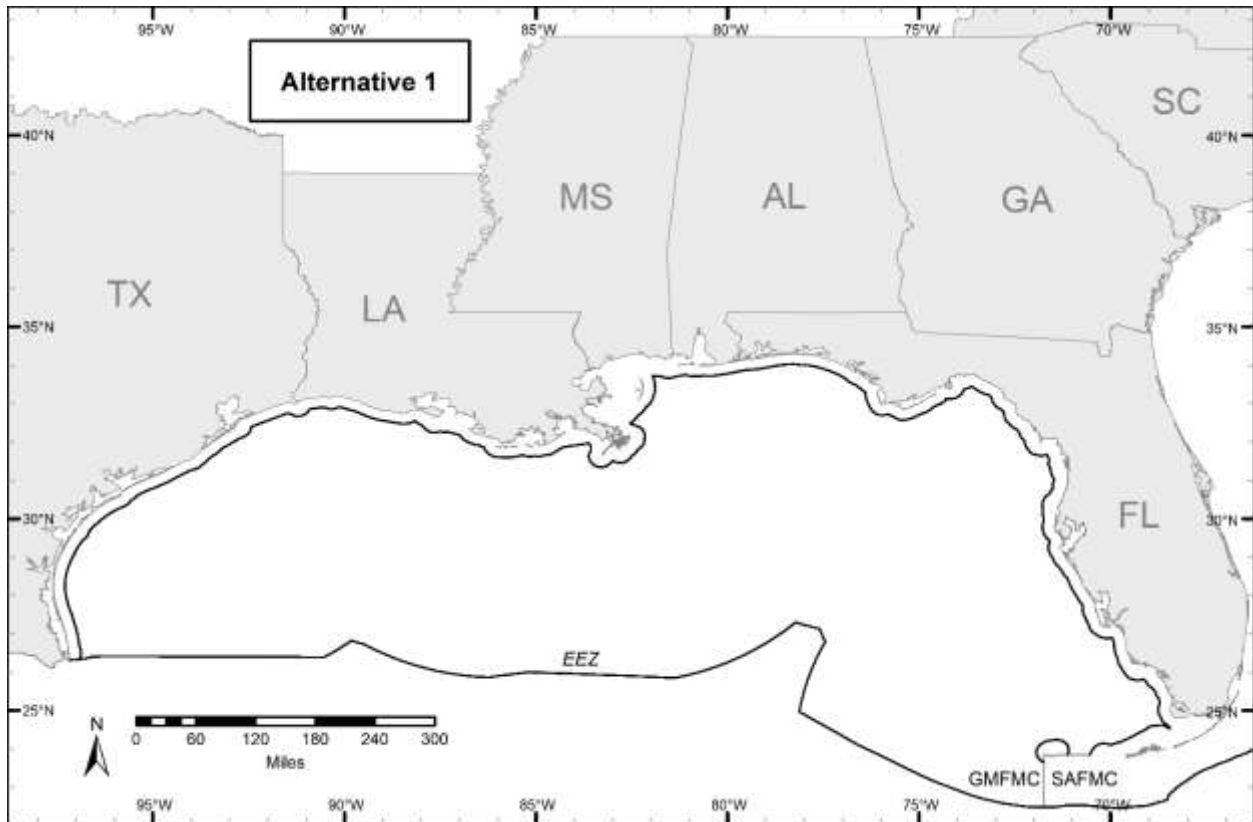 95°W 90°W 85°W 80°W 75°W 70°W
Alternative 1
SC
40°N 40°N
MS AL GA
TX LA
35°N 35°N
30°N FL 30°N
EEZ
25°N 25°N
N
0 60 120 180 240 300
Miles
GMFMC SAFMC
95°W 90°W 85°W 80°W 75°W 70°W